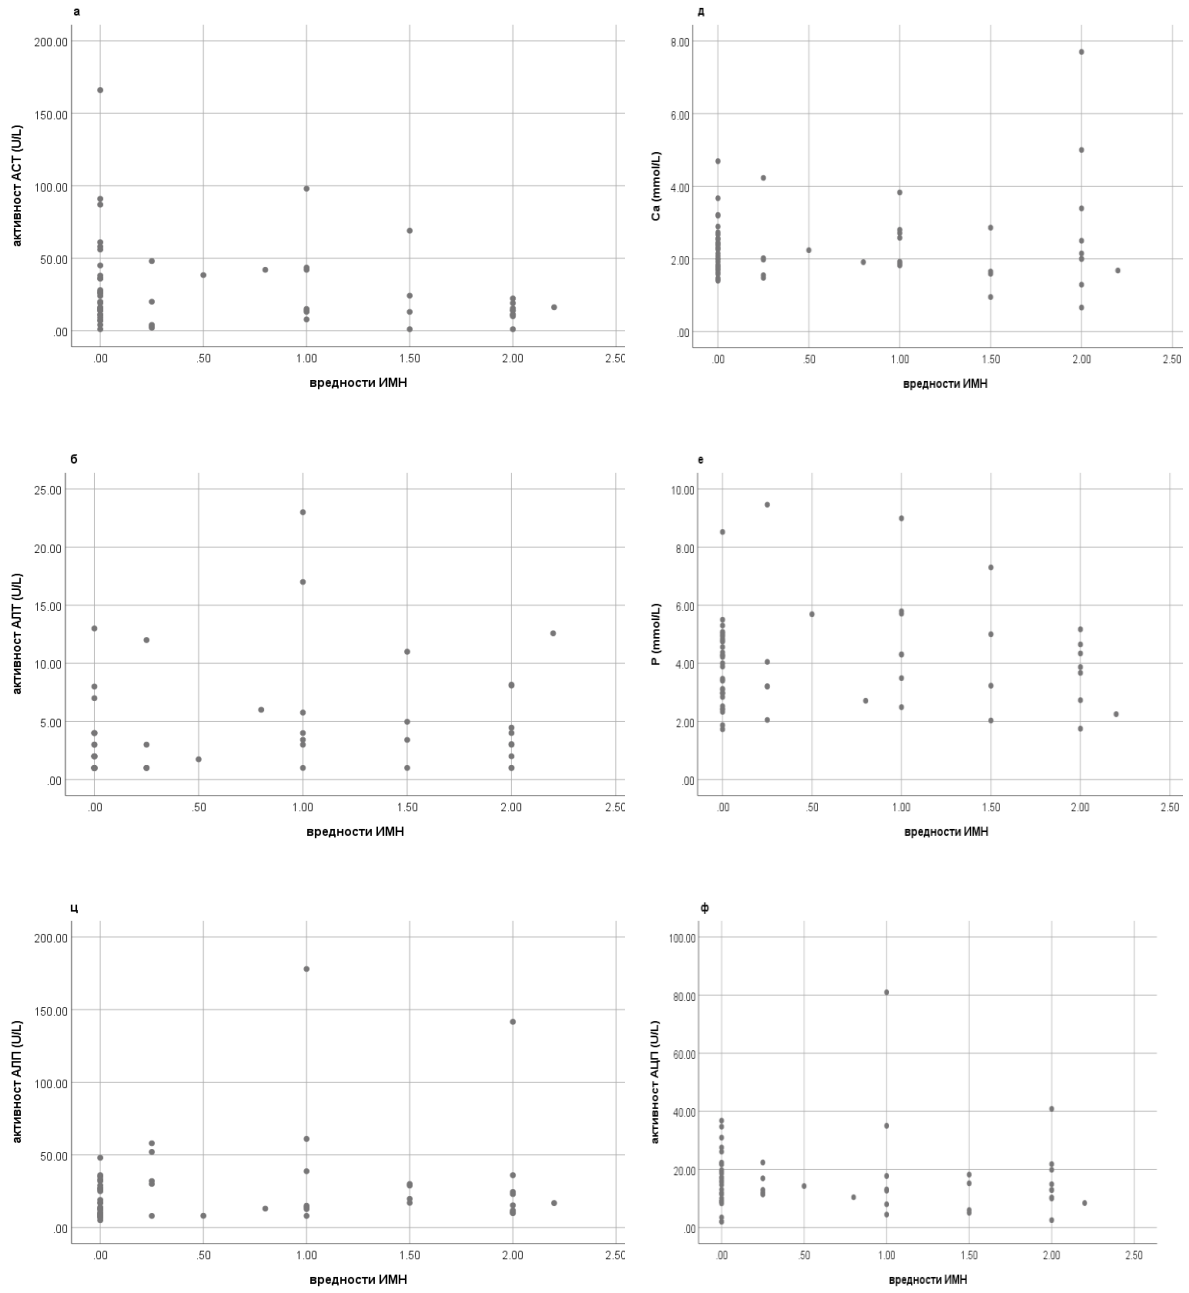 а
200.00
150.00
100.00
50.00
.00
активност АСТ (U/L)
.00 .50 1.00 1.50 2.00 2.50
вредности ИМН
д
8.00
6.00
4.00
2.00
.00
Ca (mmol/L)
.00 .50 1.00 1.50 2.00 2.50
вредности ИМН
б
25.00
20.00
15.00
10.00
5.00
.00
активност АЛТ (U/L)
.00 .50 1.00 1.50 2.00 2.50
вредности ИМН
е
10.00
8.00
6.00
4.00
2.00
.00
P (mmol/L)
.00 .50 1.00 1.50 2.00 2.50
вредности ИМН
ц
200.00
150.00
100.00
50.00
.00
активност АЛП (U/L)
.00 .50 1.00 1.50 2.00 2.50
вредности ИМН
ф
100.00
80.00
60.00
40.00
20.00
.00
активност АЦП (U/L)
.00 .50 1.00 1.50 2.00 2.50
вредности ИМН